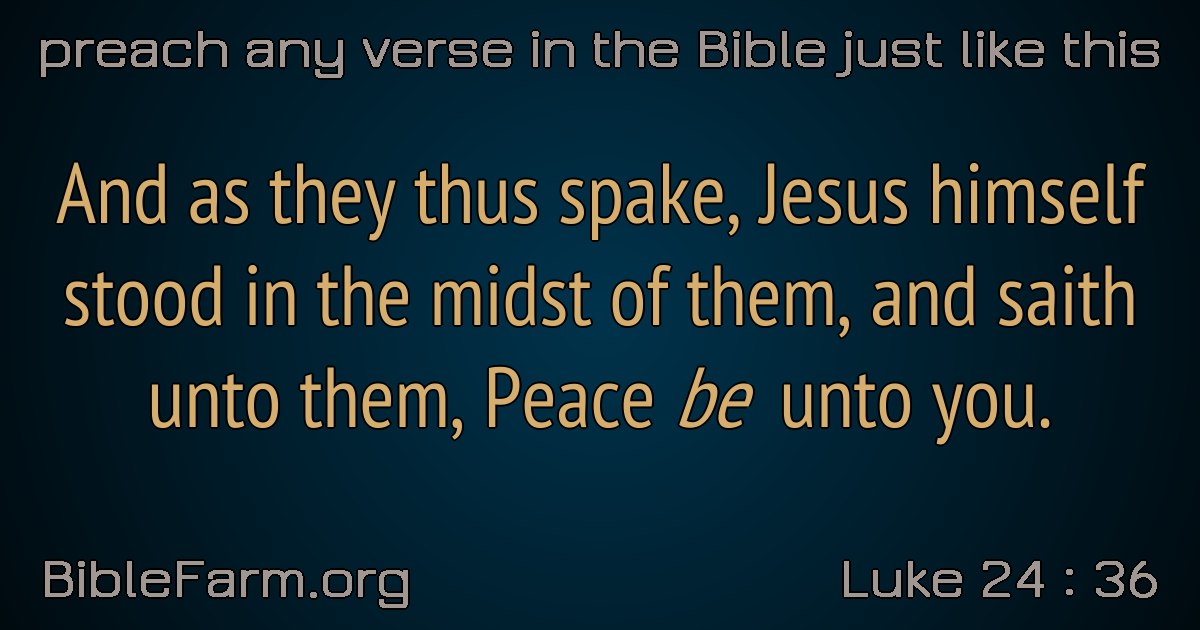 preach any verse in the Bible just like this
And as they thus spake, Jesus himself
stood in the midst of them, and saith
unto them, Peace be unto you.
BibleFarm.org
Luke 24 : 36